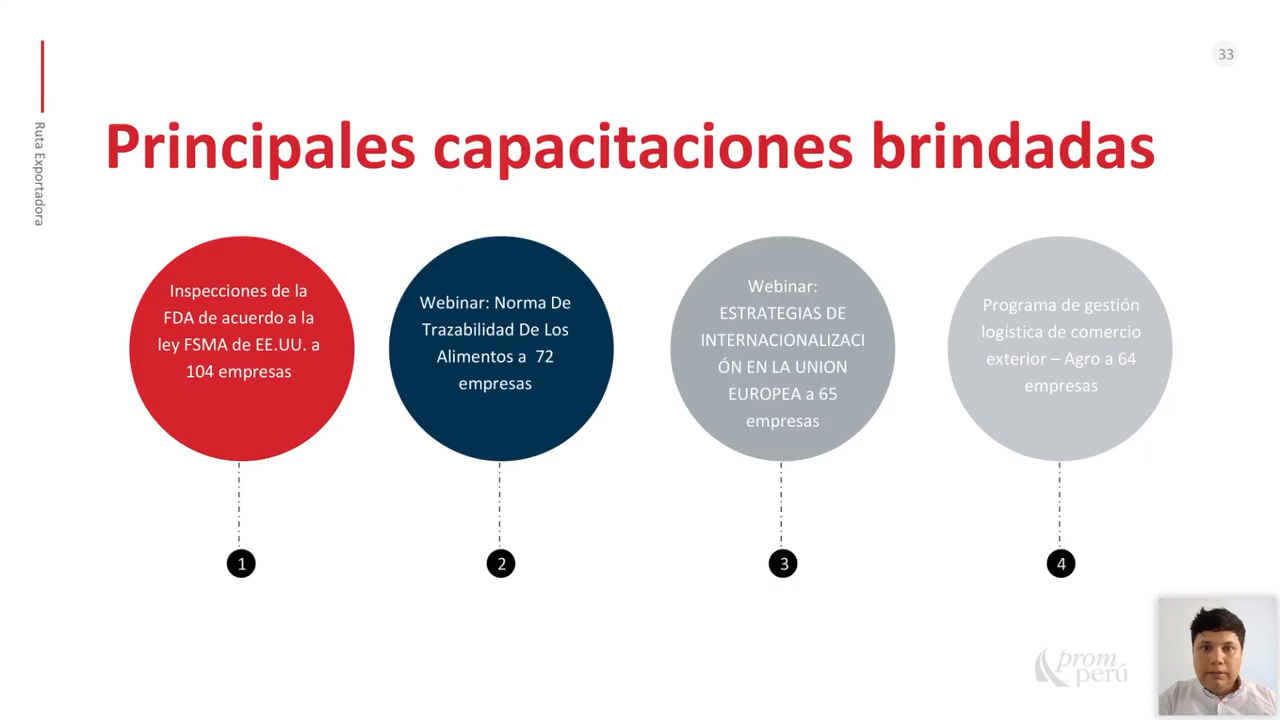 33
Ruta Exportadora
Principales capacitaciones brindadas
Inspecciones de la
FDA de acuerdo a la
ley FSMA de EE.UU. a
104 empresas
Webinar: Norma De
Trazabilidad De Los
Alimentos a 72
empresas
Webinar:
ESTRATEGIAS DE
INTERNACIONALIZACI
ÓN EN LA UNION
EUROPEA a 65
empresas
Programa de gestión
logística de comercio
exterior – Agro a 64
empresas
1
2
3
4
prom
perú